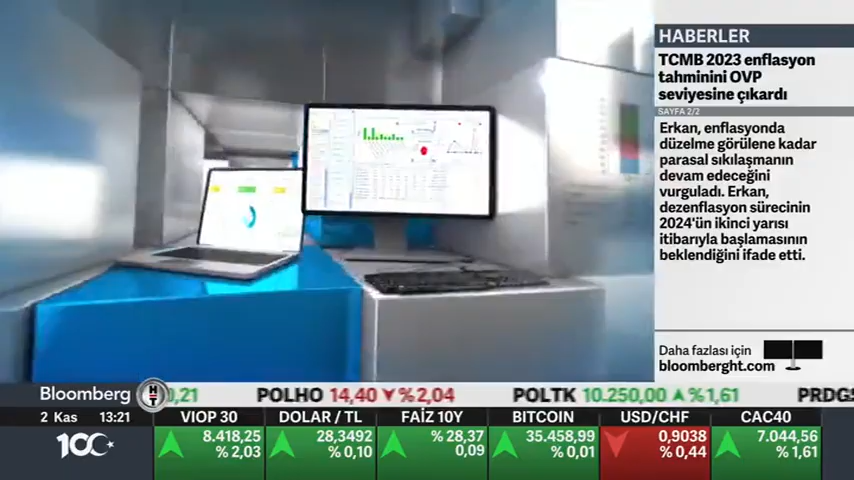 HABERLER
TCMB 2023 enflasyon
tahminini OVP
seviyesine çıkardı
SAYFA 2/2
Erkan, enflasyonda
düzelme görülene kadar
parasal sıkılaşmanın
devam edeceğini
vurguladı. Erkan,
dezenflasyon sürecinin
2024'ün ikinci yarısı
itibarıyla başlamasının
beklendiğini ifade etti.
Daha fazlası için
bloomberght.com
Bloomberg HT 0,21 POLHO 14,40 %2,04 POLTK 10.250,00 %1,61 PRDGS
2 Kas 13:21 VIOP 30 DOLAR / TL FAİZ 10Y BITCOIN USD/CHF CAC40
100 8.418,25 28,3492 % 28,37 35.458,99 0,9038 7.044,56
% 2,03 % 0,10 0,09 % 0,01 % 0,44 % 1,61